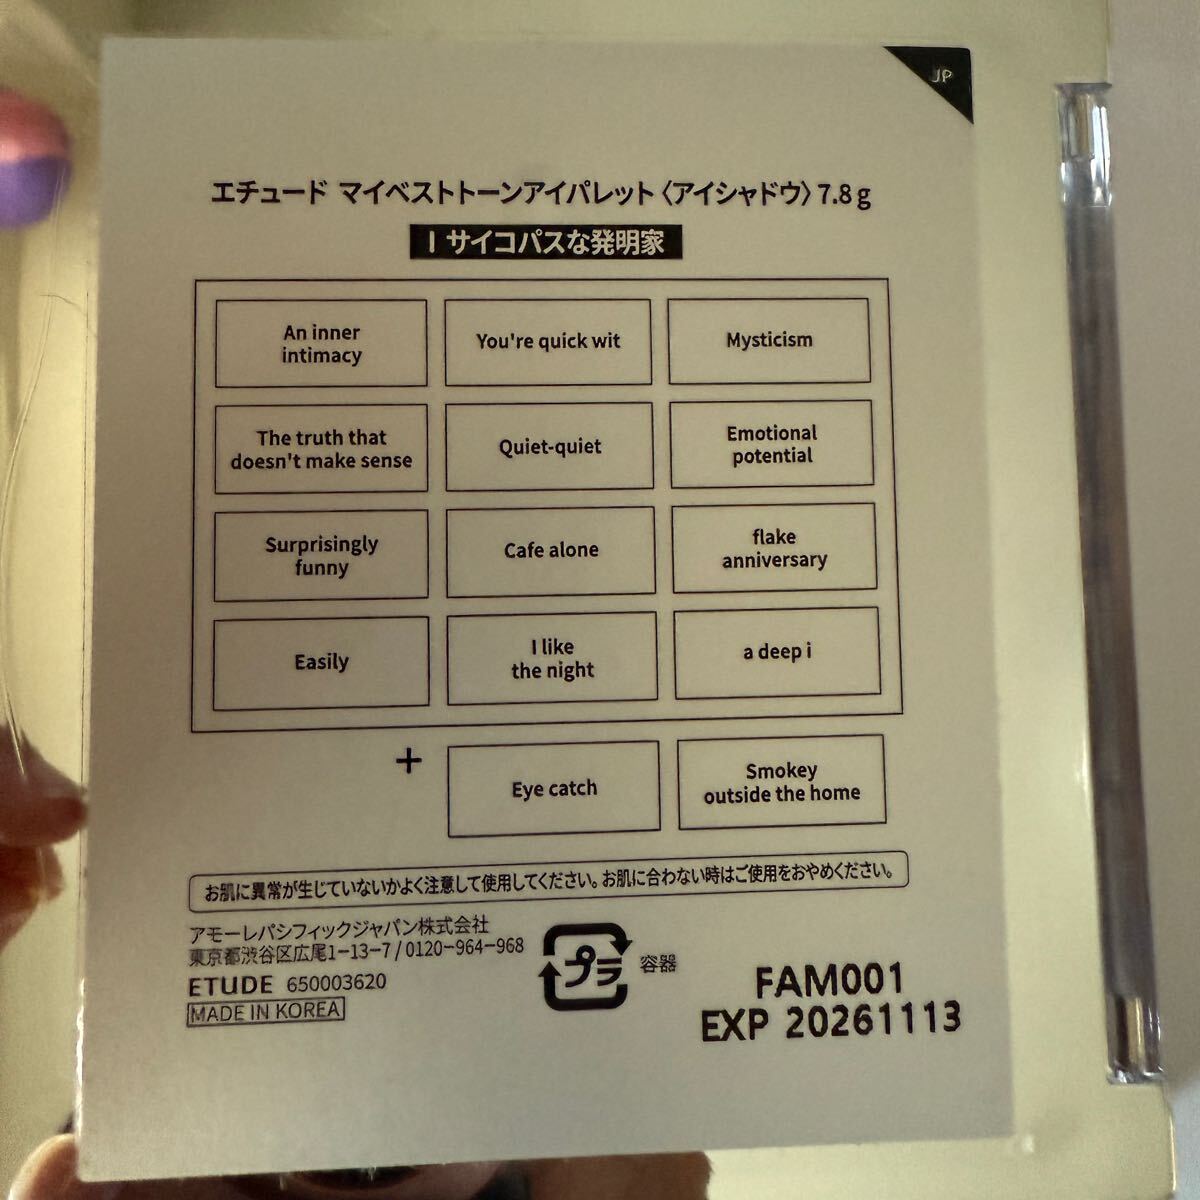 JP
エチュード マイベストトーンアイパレット〈アイシャドウ〉7.8g
I サイコパスな発明家
An inner
intimacy
You're quick wit
Mysticism
The truth that
doesn't make sense
Quiet-quiet
Emotional
potential
Surprisingly
funny
Cafe alone
flake
anniversary
Easily
I like
the night
a deep i
+
Eye catch
Smokey
outside the home
お肌に異常が生じていないかよく注意して使用してください。お肌に合わない時はご使用をおやめください。
アモーレパシフィックジャパン株式会社
東京都渋谷区広尾1-13-7/0120-964-968
ETUDE 650003620
MADE IN KOREA
プラ
容器
FAM001
EXP 20261113